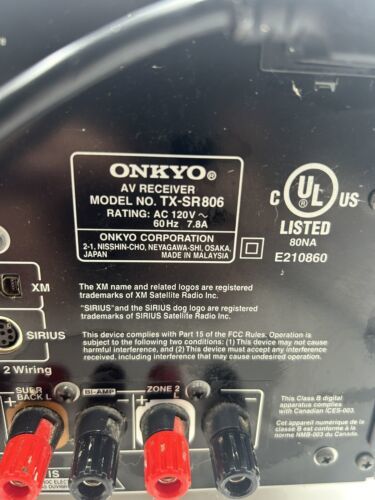 ONKYO®
AV RECEIVER
MODEL NO. TX-SR806
RATING: AC 120V ~
60 Hz 7.8A
ONKYO CORPORATION
2-1, NISSHIN-CHO, NEYAGAWA-SHI, OSAKA,
JAPAN MADE IN MALAYSIA
C UL® US
LISTED
80NA
E210860
XM
SIRIUS
2 Wiring
The XM name and related logos are registered
trademarks of XM Satellite Radio Inc.
"SIRIUS" and the SIRIUS dog logo are registered
trademarks of SIRIUS Satellite Radio Inc.
This device complies with Part 15 of the FCC Rules. Operation is
subject to the following two conditions: (1) This device may not cause
harmful interference, and (2) This device must accept any interference
received, including interference that may cause undesired operation.
BACK L
BI-AMP
ZONE 2
L
This Class B digital
apparatus complies
with Canadian ICES-003.
Cet appareil numérique de la
classe B est conforme à la
norme NMB-003 du Canada.